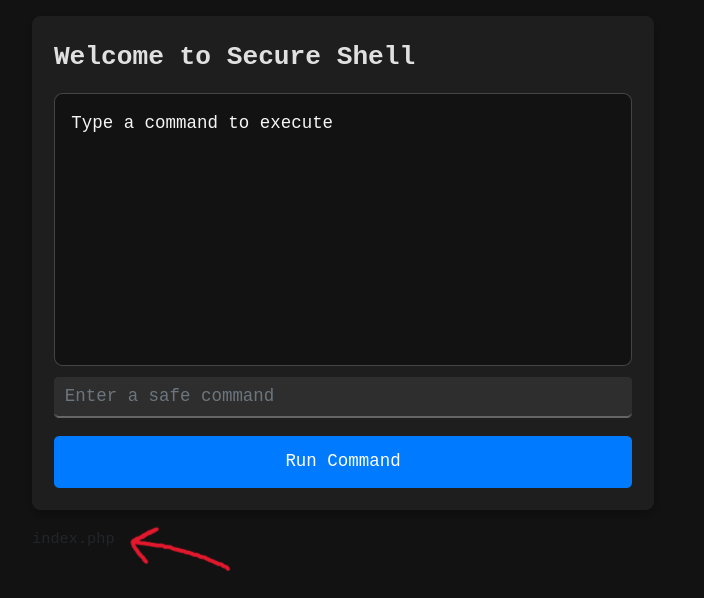 Welcome to Secure Shell
Type a command to execute
Enter a safe command
Run Command
index.php